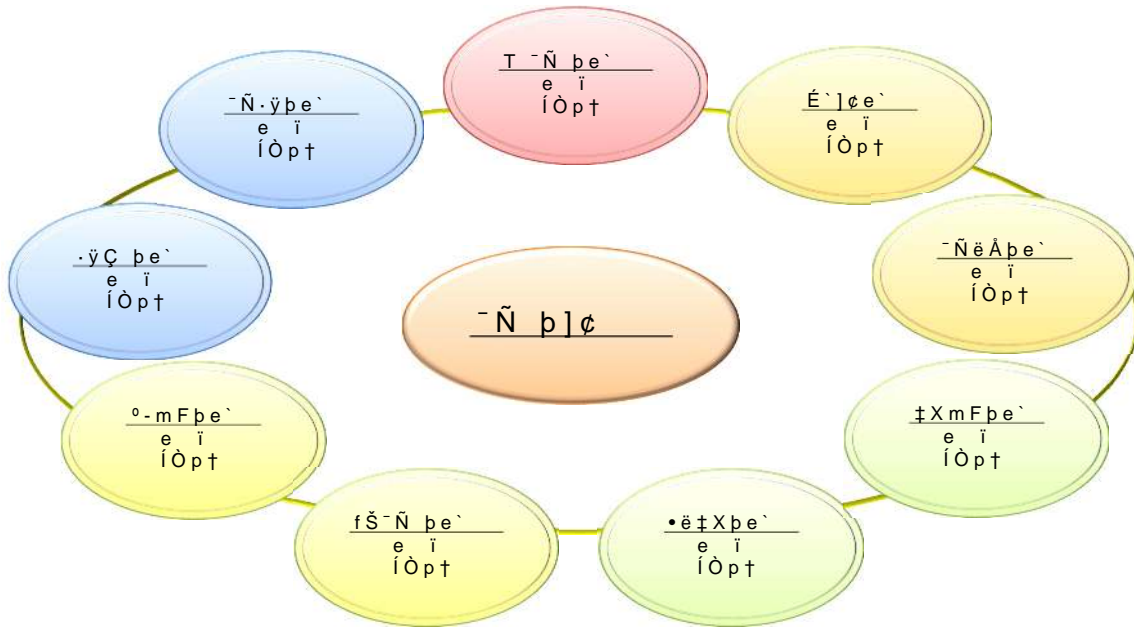 ¯Ñ þ]¢
T ¯Ñ þe`
e ï
ÍÒp†
É`]¢e`
e ï
ÍÒp†
¯ÑëÅþe`
e ï
ÍÒp†
‡XmFþe`
e ï
ÍÒp†
•ë‡Xþe`
e ï
ÍÒp†
fŠ¯Ñ þe`
e ï
ÍÒp†
º-mFþe`
e ï
ÍÒp†
·ÿÇ þe`
e ï
ÍÒp†
¯Ñ·ÿþe`
e ï
ÍÒp†